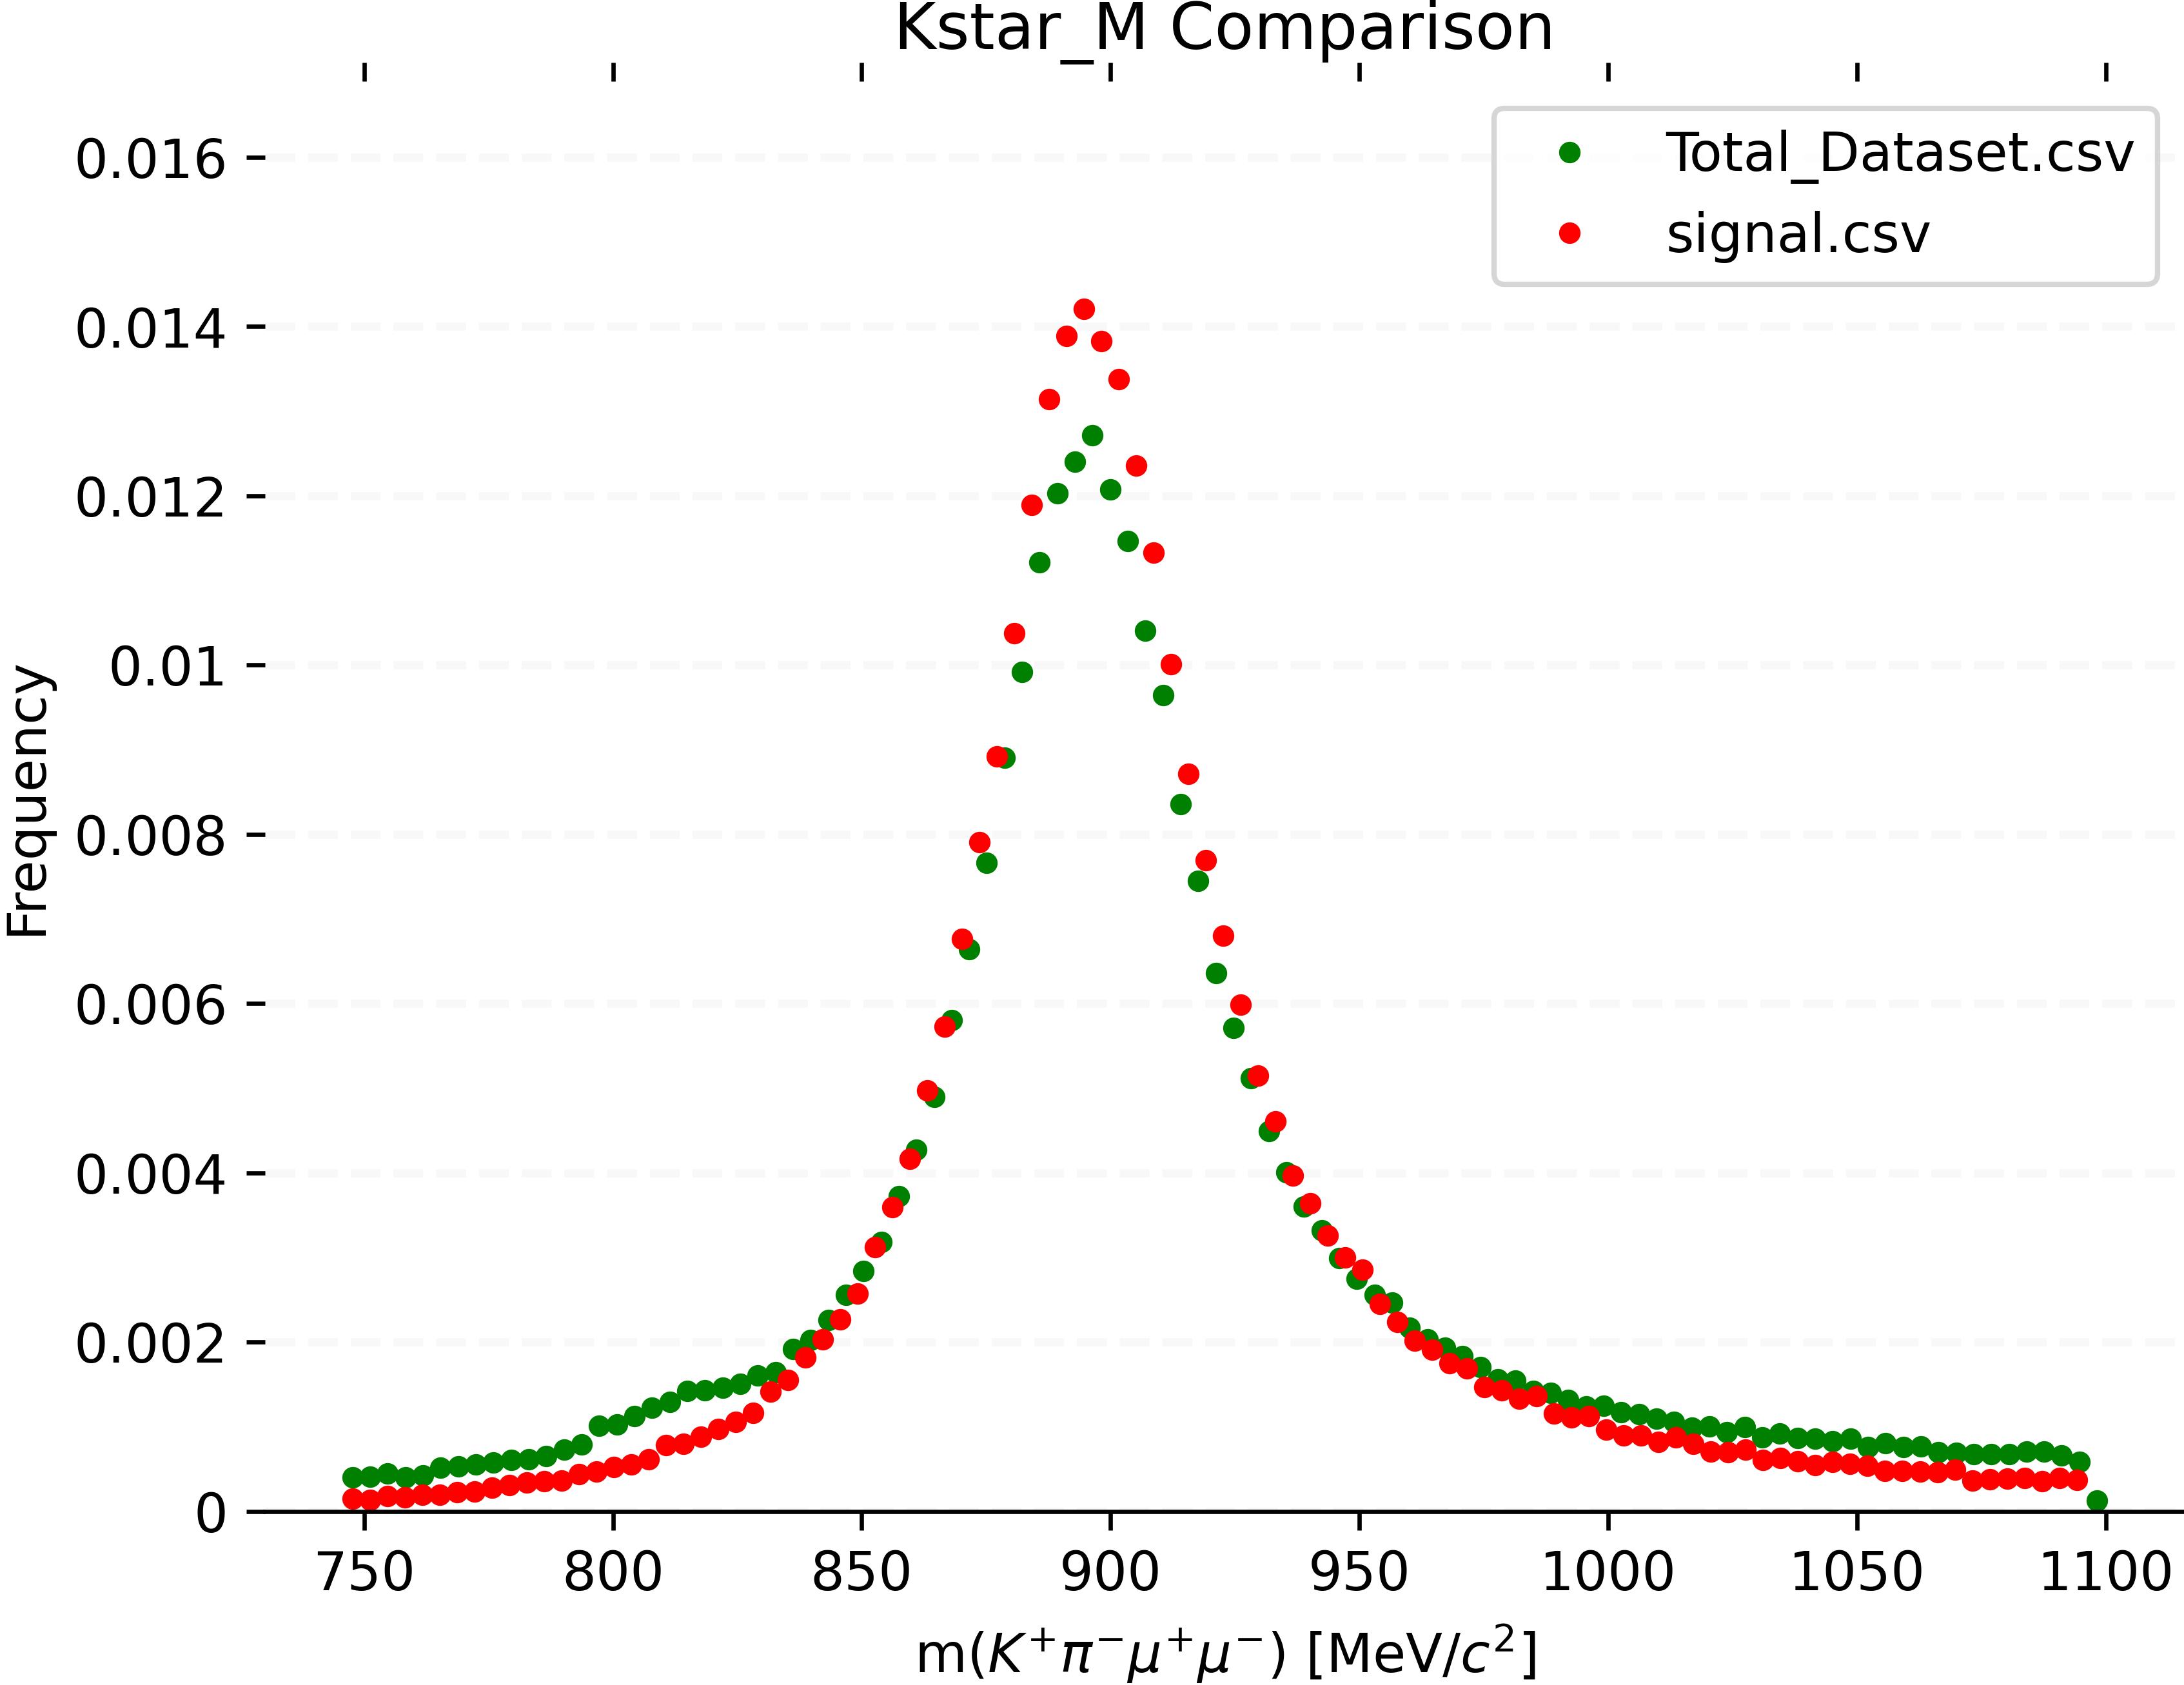 Kstar_M Comparison
Total_Dataset.csv
signal.csv
0.016
0.014
0.012
0.01
0.008
0.006
0.004
0.002
0
Frequency
750 800 850 900 950 1000 1050 1100
m(K⁺π⁻μ⁺μ⁻) [MeV/c²]